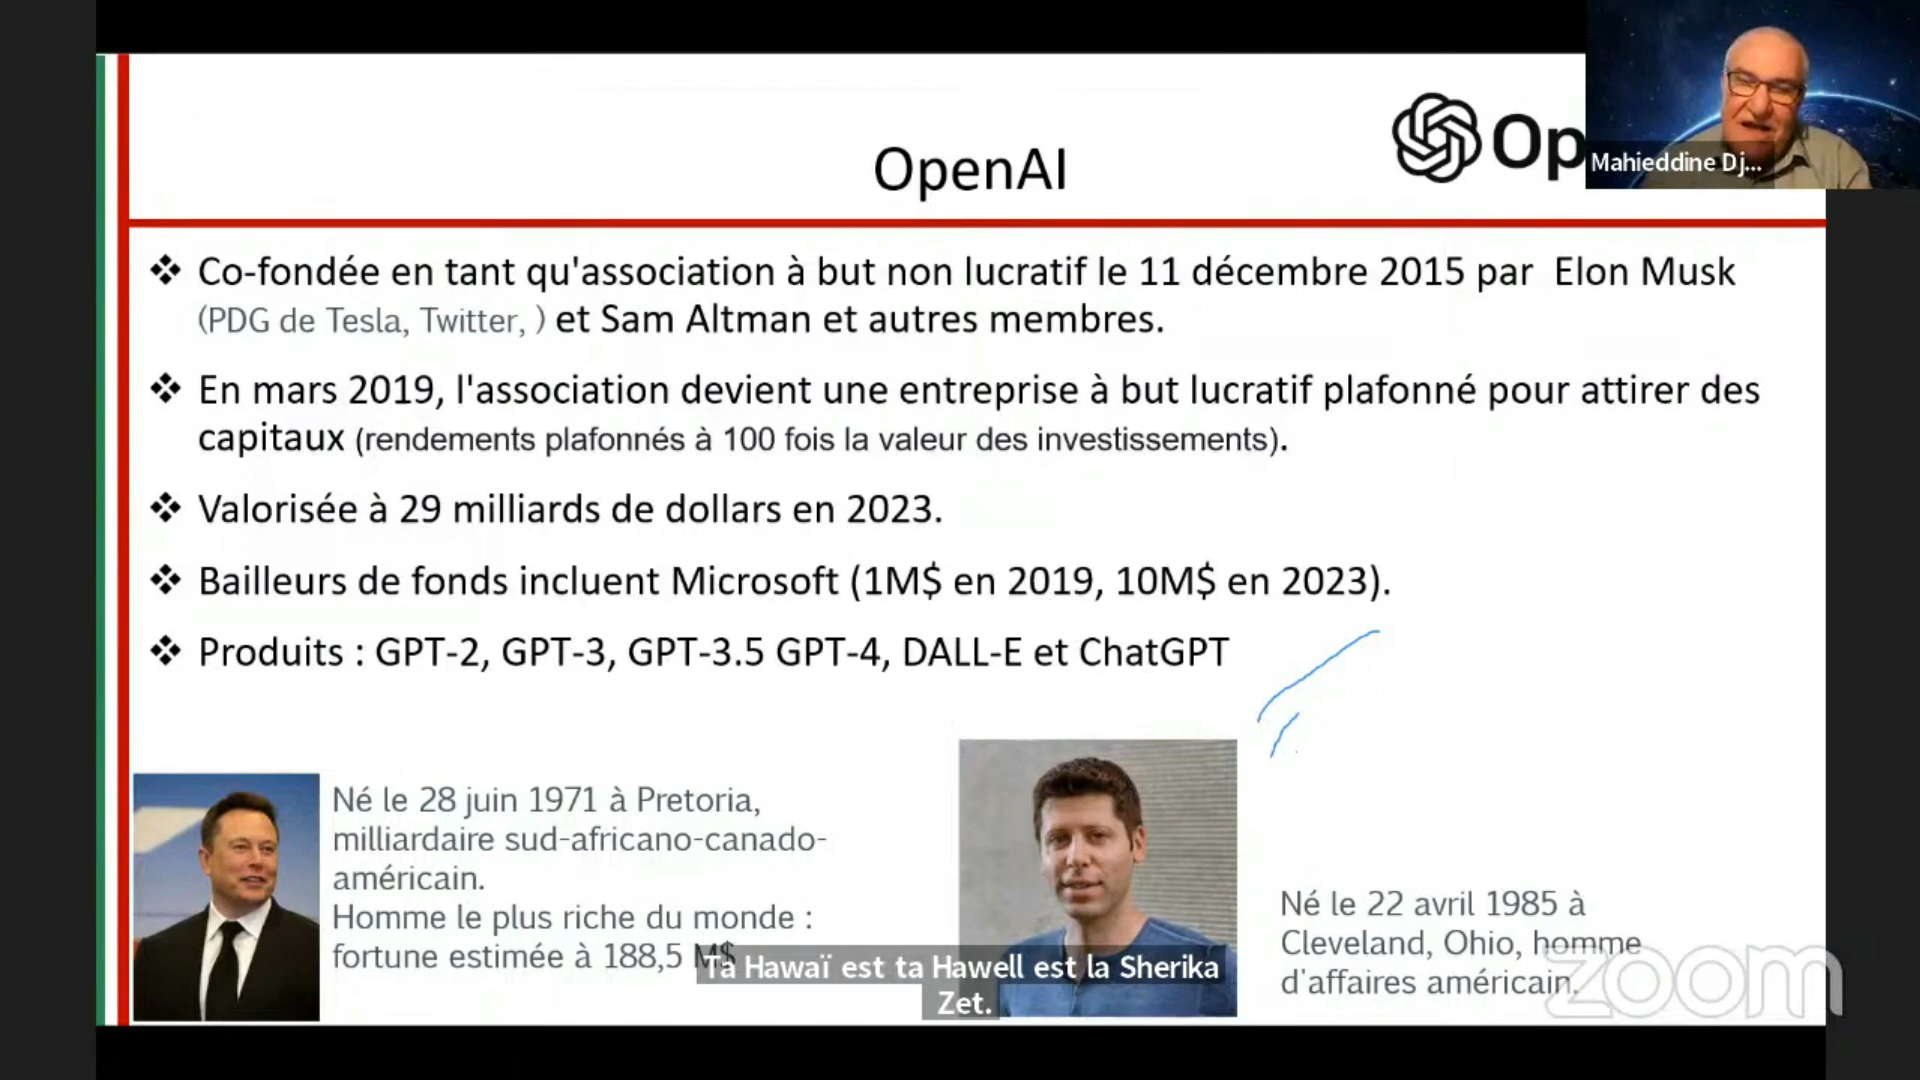 OpenAI
Op
Mahieddine Dj...
❖ Co-fondée en tant qu'association à but non lucratif le 11 décembre 2015 par Elon Musk
(PDG de Tesla, Twitter, ) et Sam Altman et autres membres.
❖ En mars 2019, l'association devient une entreprise à but lucratif plafonné pour attirer des
capitaux (rendements plafonnés à 100 fois la valeur des investissements).
❖ Valorisée à 29 milliards de dollars en 2023.
❖ Bailleurs de fonds incluent Microsoft (1M$ en 2019, 10M$ en 2023).
❖ Produits : GPT-2, GPT-3, GPT-3.5 GPT-4, DALL-E et ChatGPT
Né le 28 juin 1971 à Pretoria,
milliardaire sud-africano-canado-
américain.
Homme le plus riche du monde :
fortune estimée à 188,5 M$
Né le 22 avril 1985 à
Cleveland, Ohio, homme
d'affaires américain.
Ta Hawaï est ta Hawell est la Sherika
Zet.
zoom